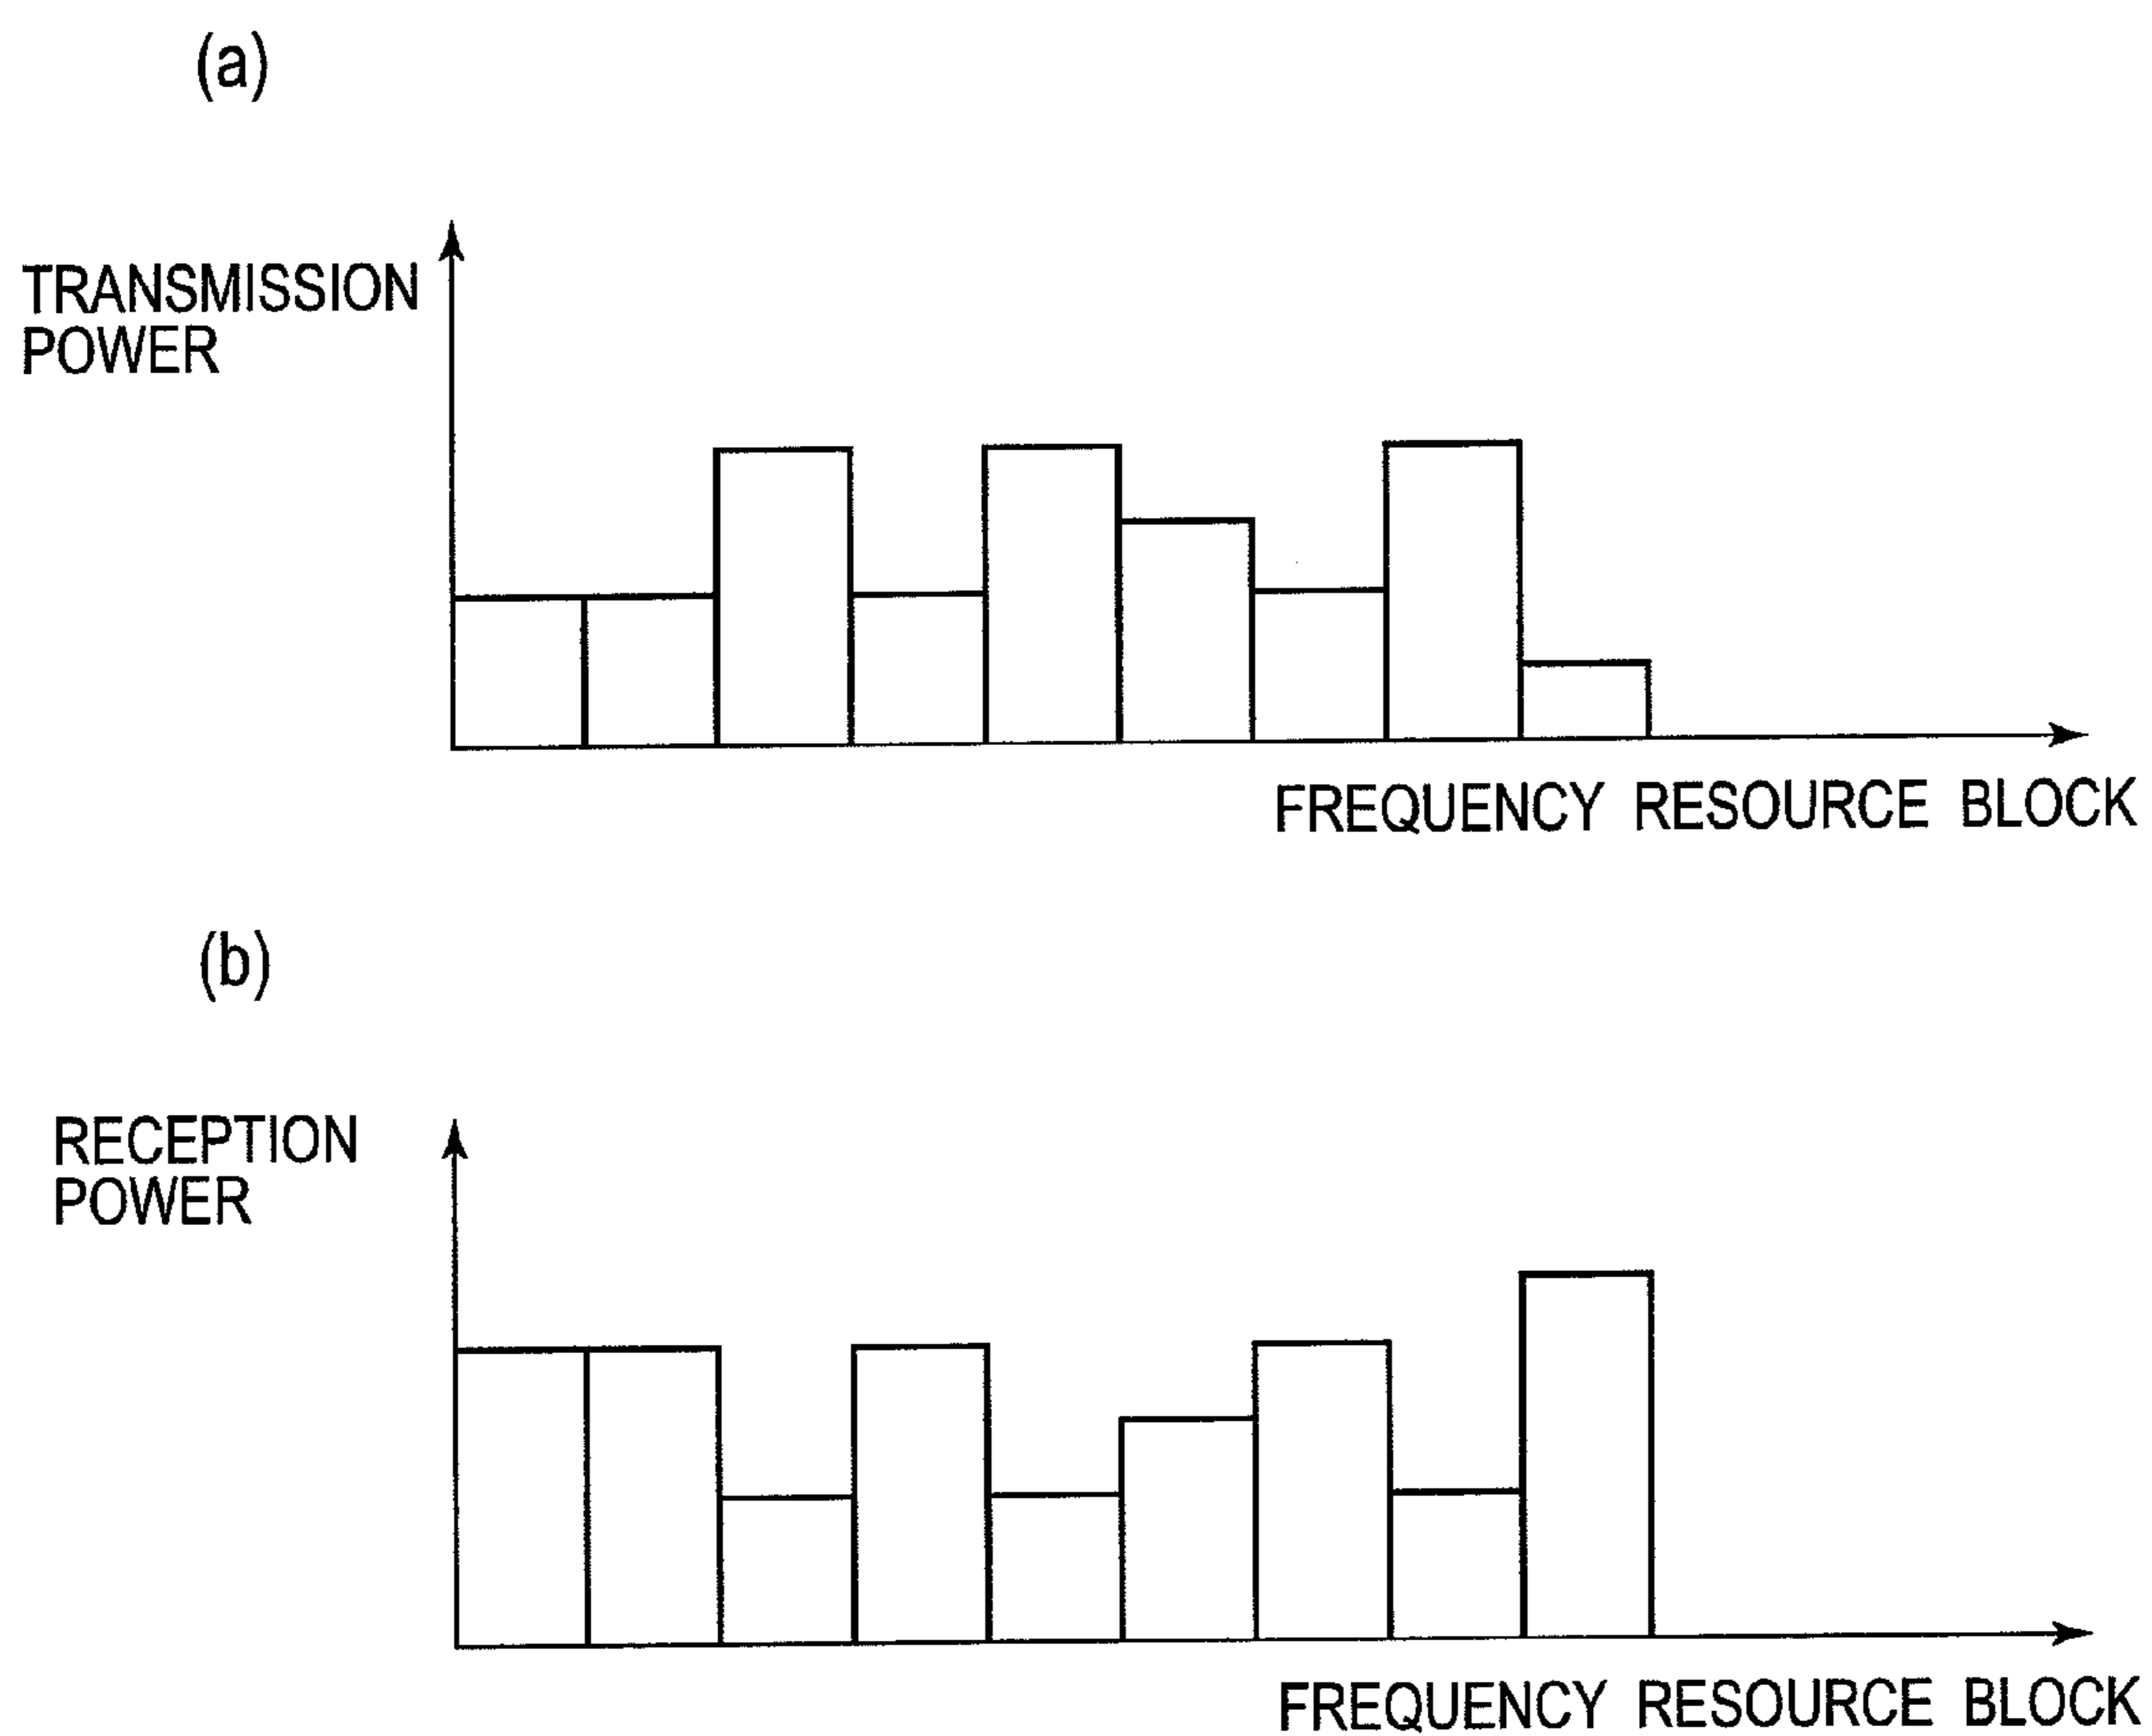 (a)
TRANSMISSION
POWER
FREQUENCY RESOURCE BLOCK
(b)
RECEPTION
POWER
FREQUENCY RESOURCE BLOCK